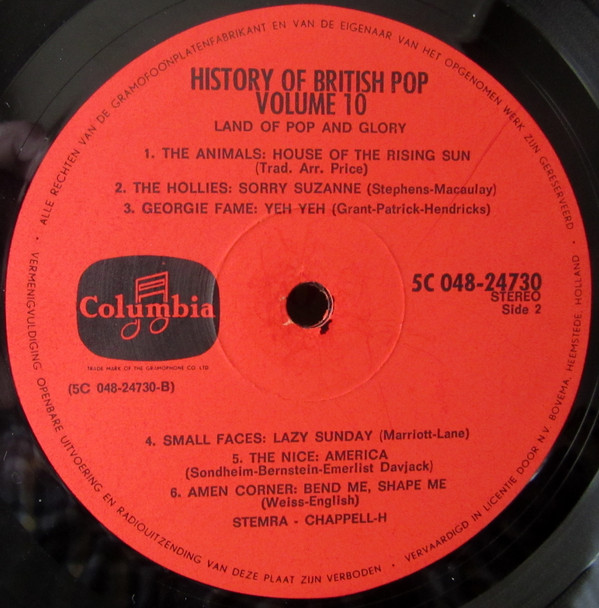 ALLE RECHTEN VAN DE GRAMOFOONPLATENFABRIKANT EN VAN DE EIGENAAR VAN HET OPGENOMEN WERK ZIJN GERESERVEERD
HISTORY OF BRITISH POP
VOLUME 10
LAND OF POP AND GLORY
1. THE ANIMALS: HOUSE OF THE RISING SUN
(Trad. Arr. Price)
2. THE HOLLIES: SORRY SUZANNE (Stephens-Macaulay)
3. GEORGIE FAME: YEH YEH (Grant-Patrick-Hendricks)
Columbia
TRADE MARK OF THE GRAMOPHONE CO LTD
(5C 048-24730-B)
5C 048-24730
STEREO
Side 2
4. SMALL FACES: LAZY SUNDAY (Marriott-Lane)
5. THE NICE: AMERICA
(Sondheim-Bernstein-Emerlist Davjack)
6. AMEN CORNER: BEND ME, SHAPE ME
(Weiss-English)
STEMRA - CHAPPELL-H
VERMENIGVULDIGING OPENBARE UITVOERING EN RADIOUITZENDING VAN DEZE PLAAT ZIJN VERBODEN
VERVAARDIGD IN LICENTIE DOOR N.V. BOVEMA, HEEMSTEDE HOLLAND